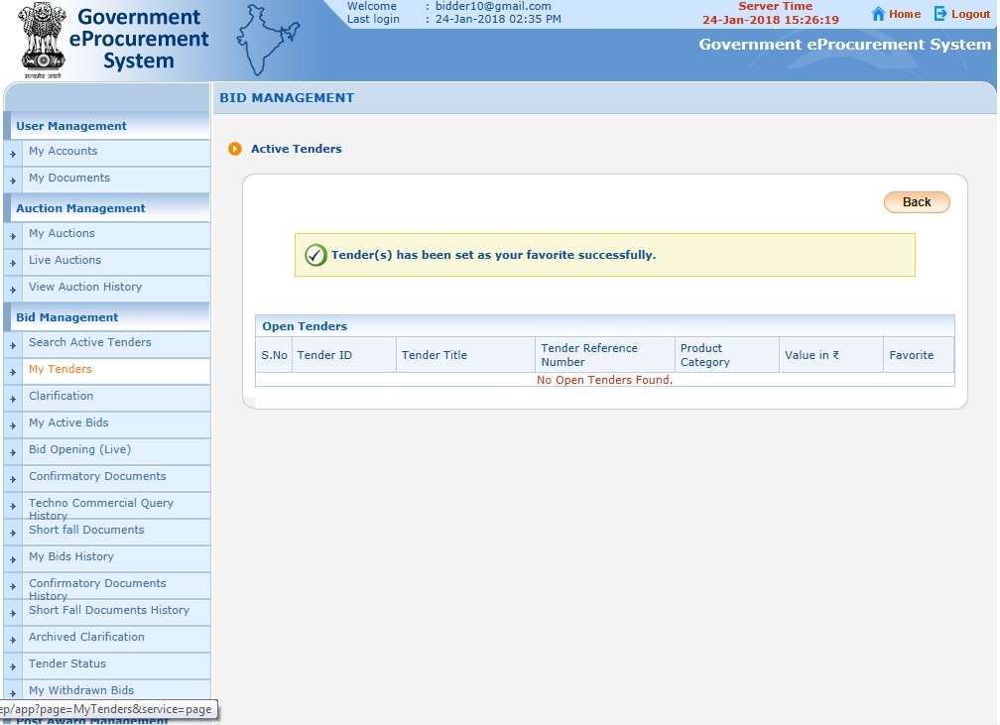 Government
eProcurement
System
सत्यमेव जयते
Welcome : bidder10@gmail.com
Last login : 24-Jan-2018 02:35 PM
Server Time
24-Jan-2018 15:26:19
Home
Logout
Government eProcurement System
BID MANAGEMENT
User Management
My Accounts
My Documents
Auction Management
My Auctions
Live Auctions
View Auction History
Bid Management
Search Active Tenders
My Tenders
Clarification
My Active Bids
Bid Opening (Live)
Confirmatory Documents
Techno Commercial Query
History
Short fall Documents
My Bids History
Confirmatory Documents
History
Short Fall Documents History
Archived Clarification
Tender Status
My Withdrawn Bids
ep/app?page=MyTenders&service=page
Post Award Management
Active Tenders
Back
Tender(s) has been set as your favorite successfully.
Open Tenders
S.No Tender ID Tender Title Tender Reference Number Product Category Value in ₹ Favorite
No Open Tenders Found.